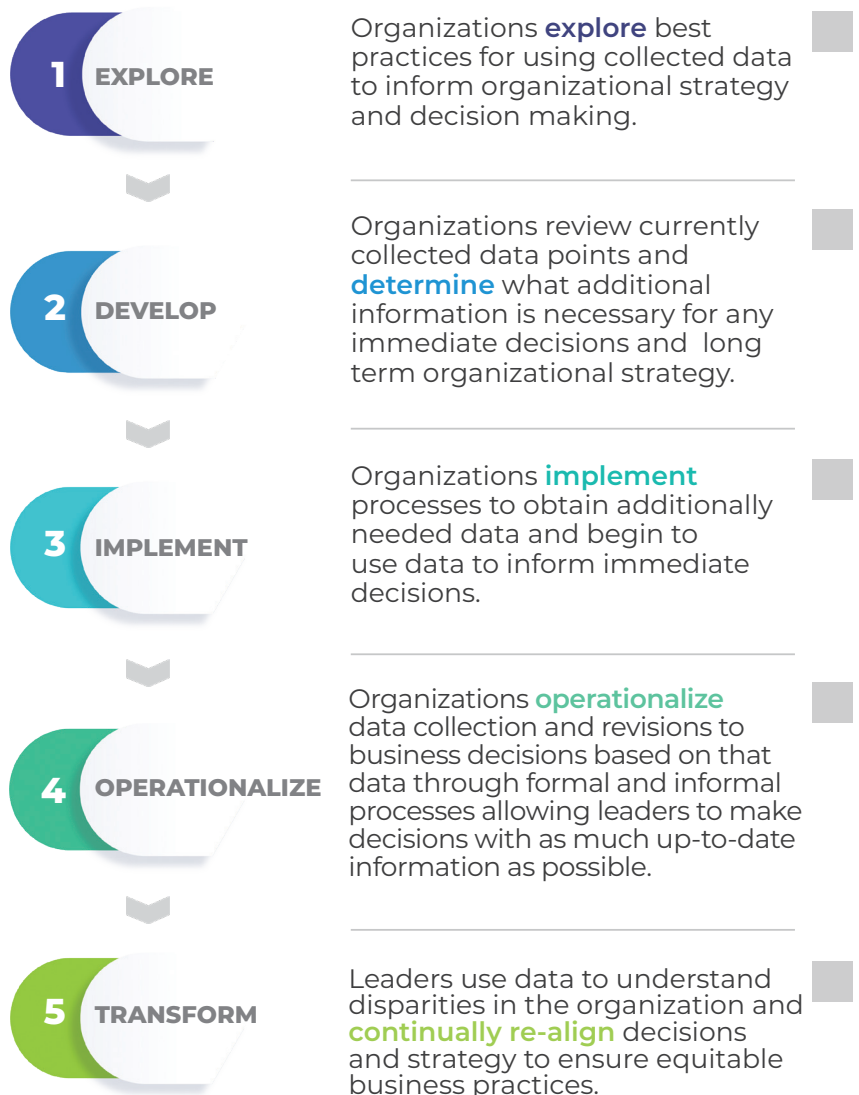 1 EXPLORE
Organizations explore best
practices for using collected data
to inform organizational strategy
and decision making.
2 DEVELOP
Organizations review currently
collected data points and
determine what additional
information is necessary for any
immediate decisions and long
term organizational strategy.
3 IMPLEMENT
Organizations implement
processes to obtain additionally
needed data and begin to
use data to inform immediate
decisions.
4 OPERATIONALIZE
Organizations operationalize
data collection and revisions to
business decisions based on that
data through formal and informal
processes allowing leaders to make
decisions with as much up-to-date
information as possible.
5 TRANSFORM
Leaders use data to understand
disparities in the organization and
continually re-align decisions
and strategy to ensure equitable
business practices.